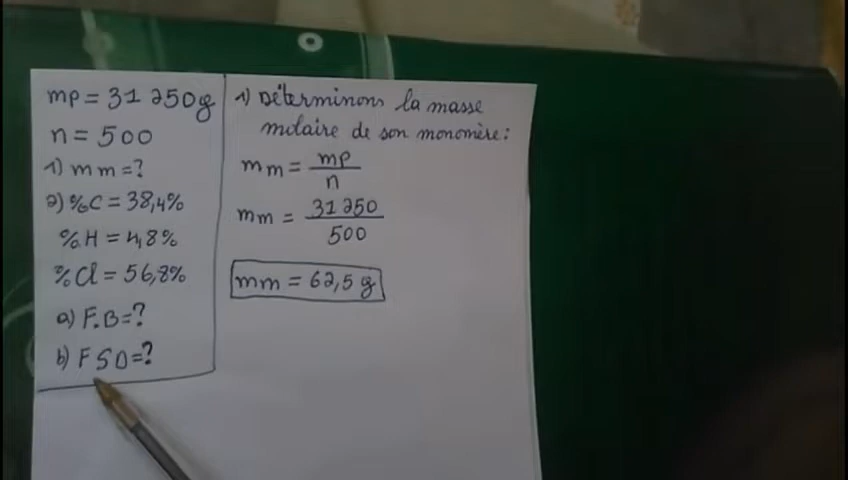 mp = 31 250g
n = 500
1) mm = ?
2) %C = 38,4%
%H = 4,8%
%Cl = 56,8%
a) F.B = ?
b) F S D = ?
1) Déterminons la masse
molaire de son monomère :
mm = mp
n
mm = 31 250
500
mm = 62,5 g